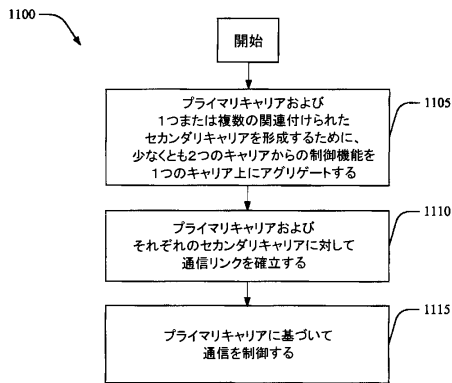 1100
開始
プライマリキャリアおよび
1つまたは複数の関連付けられた
セカンダリキャリアを形成するために、
少なくとも2つのキャリアからの制御機能を
1つのキャリア上にアグリゲートする
1105
プライマリキャリアおよび
それぞれのセカンダリキャリアに対して
通信リンクを確立する
1110
プライマリキャリアに基づいて
通信を制御する
1115